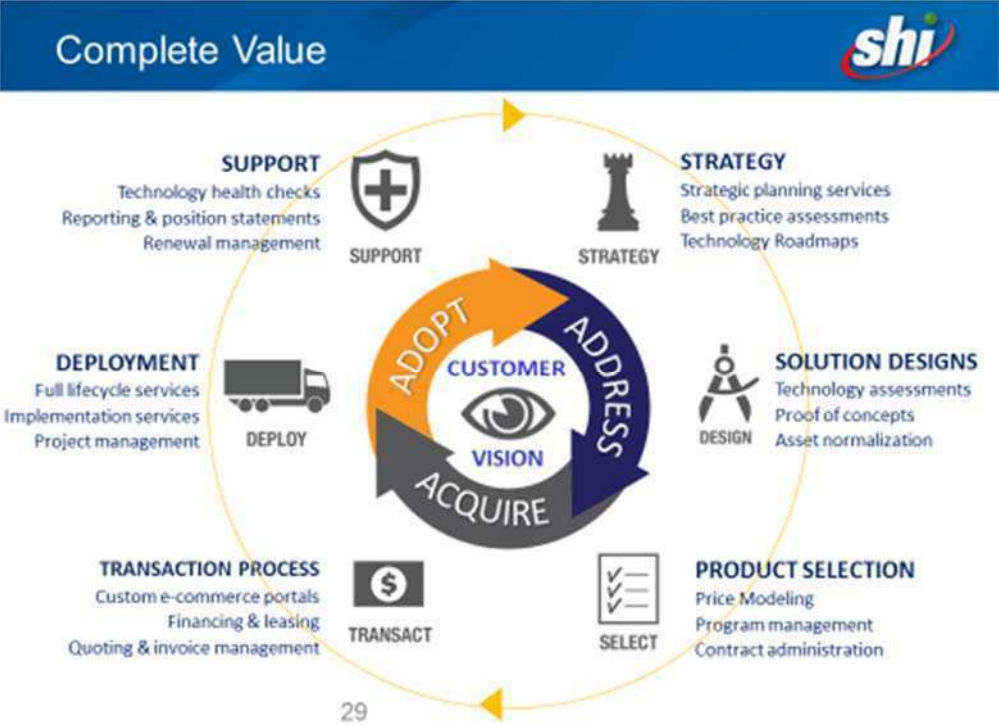 Complete Value
shi
SUPPORT
Technology health checks
Reporting & position statements
Renewal management
SUPPORT
STRATEGY
STRATEGY
Strategic planning services
Best practice assessments
Technology Roadmaps
ADOPT
ADDRESS
ACQUIRE
CUSTOMER
VISION
DEPLOYMENT
Full lifecycle services
Implementation services
Project management
DEPLOY
DESIGN
SOLUTION DESIGNS
Technology assessments
Proof of concepts
Asset normalization
TRANSACTION PROCESS
Custom e-commerce portals
Financing & leasing
Quoting & invoice management
$
TRANSACT
SELECT
PRODUCT SELECTION
Price Modeling
Program management
Contract administration
29